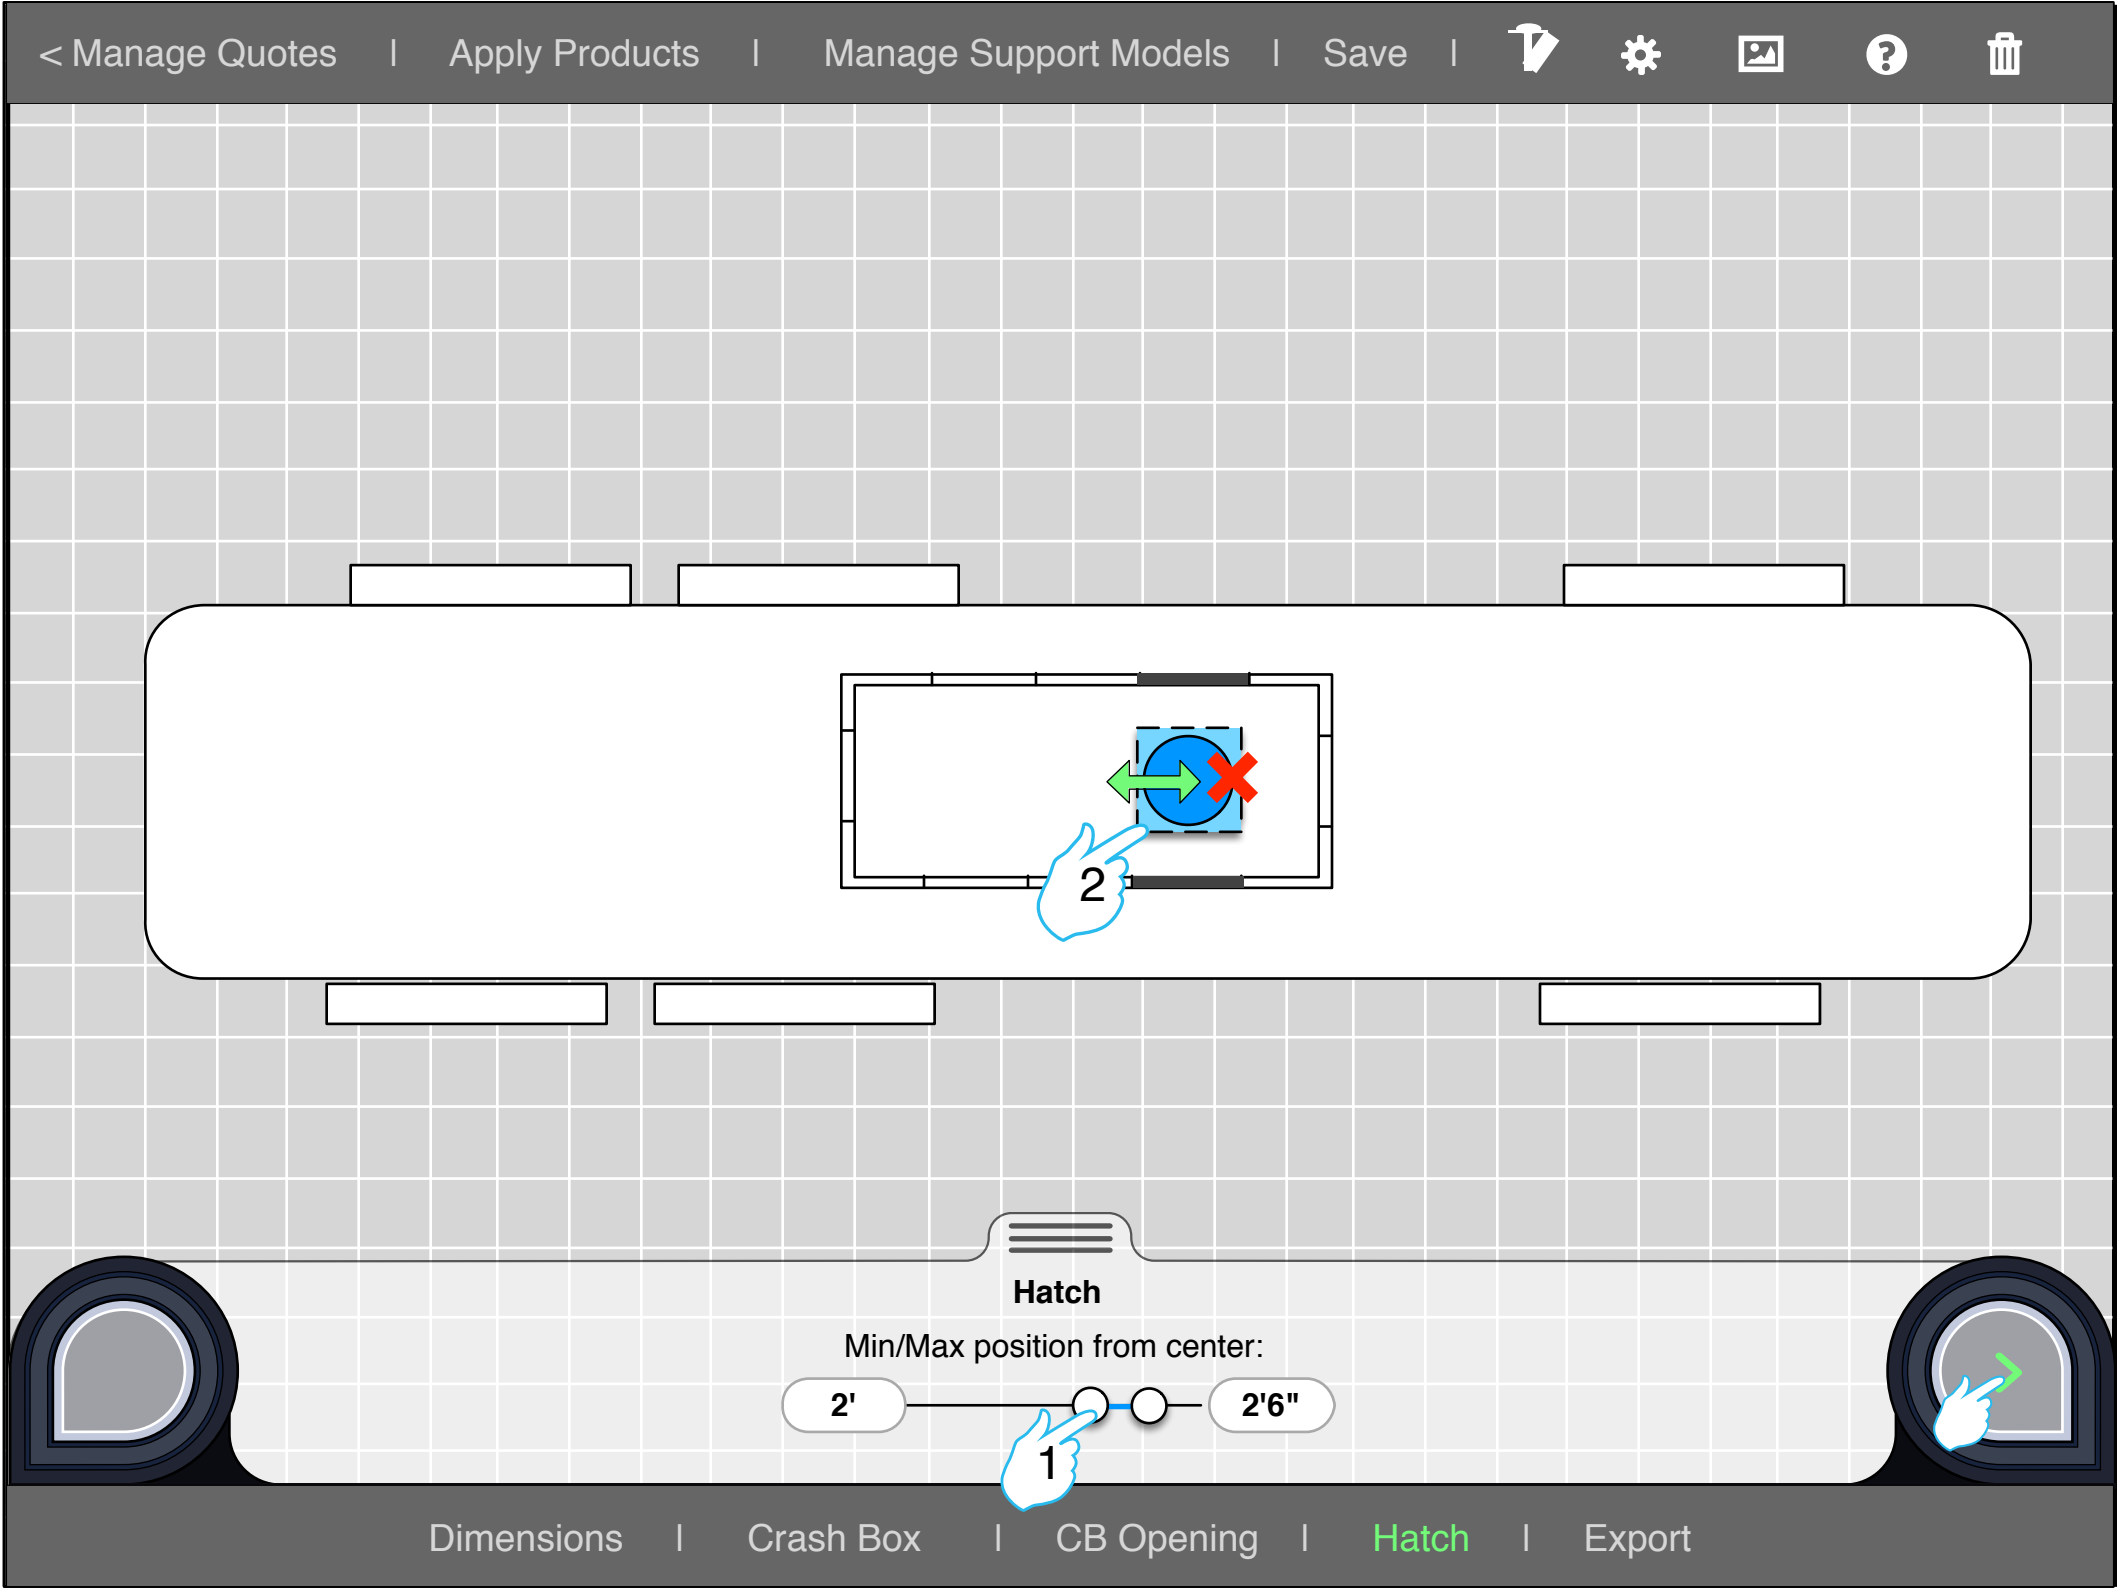 < Manage Quotes | Apply Products | Manage Support Models | Save |
2
Hatch
Min/Max position from center:
2' 2'6"
1
Dimensions | Crash Box | CB Opening | Hatch | Export